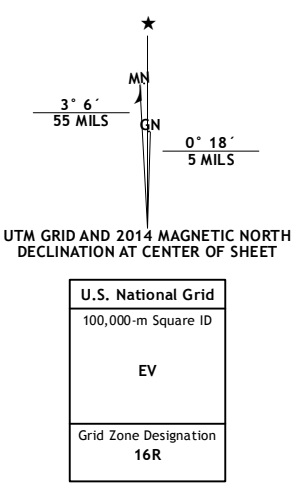 ★
MN
3° 6´
55 MILS
GN
0° 18´
5 MILS
UTM GRID AND 2014 MAGNETIC NORTH
DECLINATION AT CENTER OF SHEET
U.S. National Grid
100,000-m Square ID
EV
Grid Zone Designation
16R